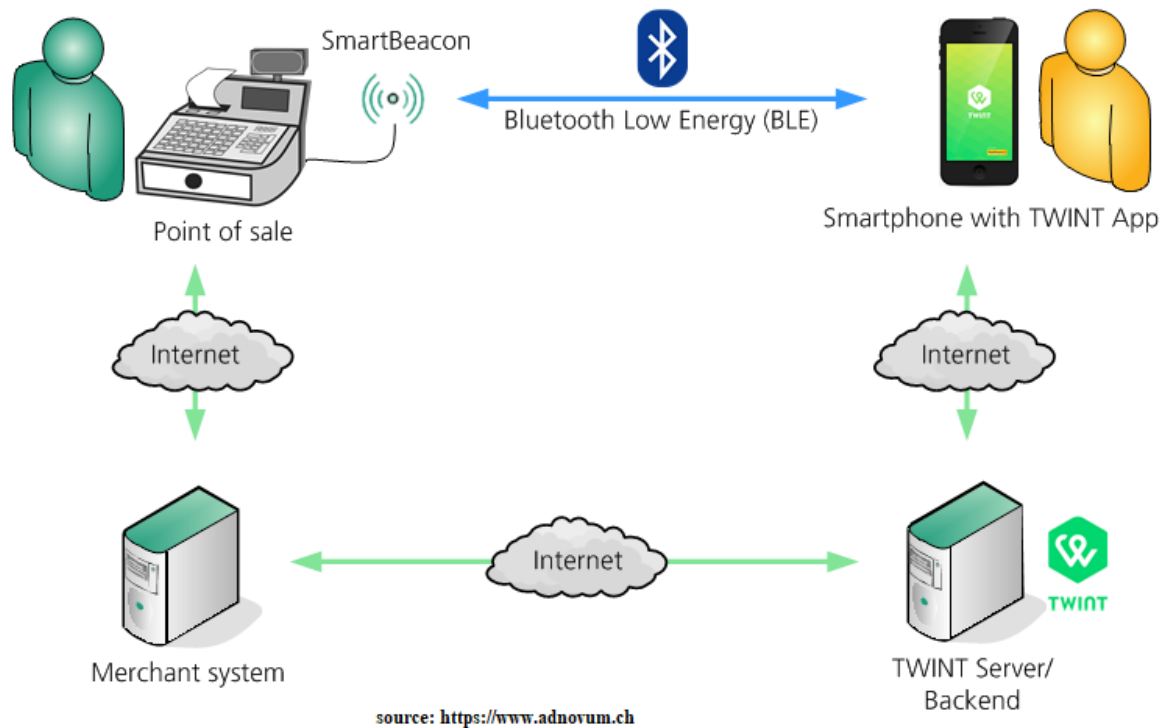 SmartBeacon
Bluetooth Low Energy (BLE)
TWINT
Point of sale
Smartphone with TWINT App
Internet
Internet
Internet
TWINT
Merchant system
TWINT Server/
Backend
source: https://www.adnovum.ch